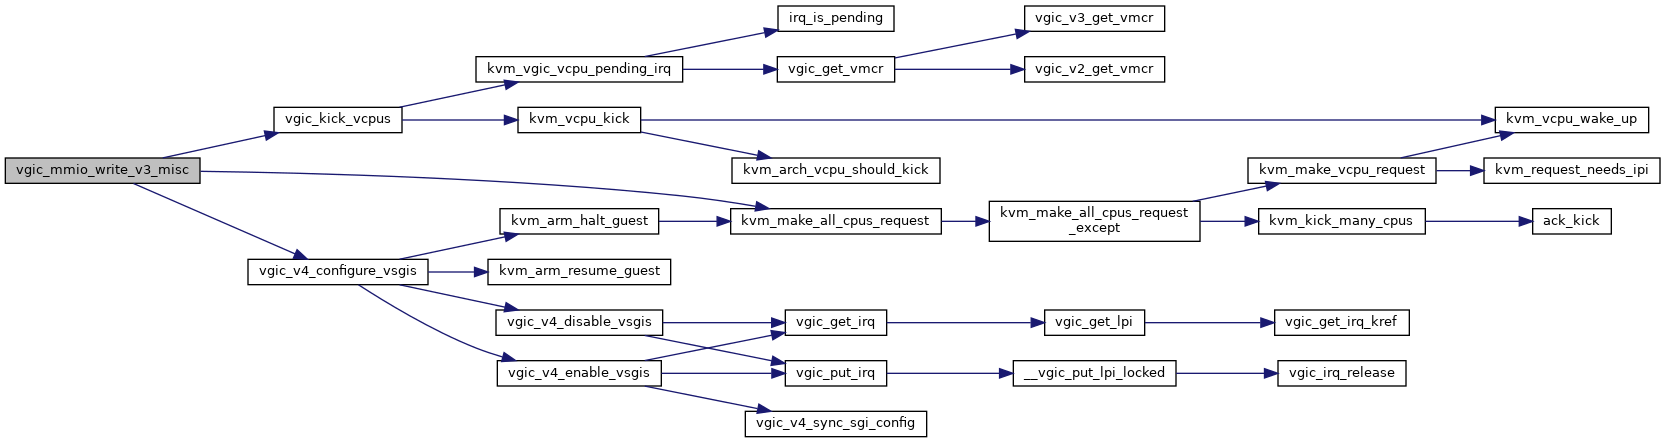 irq_is_pending
vgic_v3_get_vmcr
kvm_vgic_vcpu_pending_irq
vgic_get_vmcr
vgic_v2_get_vmcr
vgic_kick_vcpus
kvm_vcpu_kick
kvm_vcpu_wake_up
vgic_mmio_write_v3_misc
kvm_arch_vcpu_should_kick
kvm_make_vcpu_request
kvm_request_needs_ipi
kvm_arm_halt_guest
kvm_make_all_cpus_request
kvm_make_all_cpus_request
_except
kvm_kick_many_cpus
ack_kick
vgic_v4_configure_vsgis
kvm_arm_resume_guest
vgic_v4_disable_vsgis
vgic_get_irq
vgic_get_lpi
vgic_get_irq_kref
vgic_v4_enable_vsgis
vgic_put_irq
__vgic_put_lpi_locked
vgic_irq_release
vgic_v4_sync_sgi_config